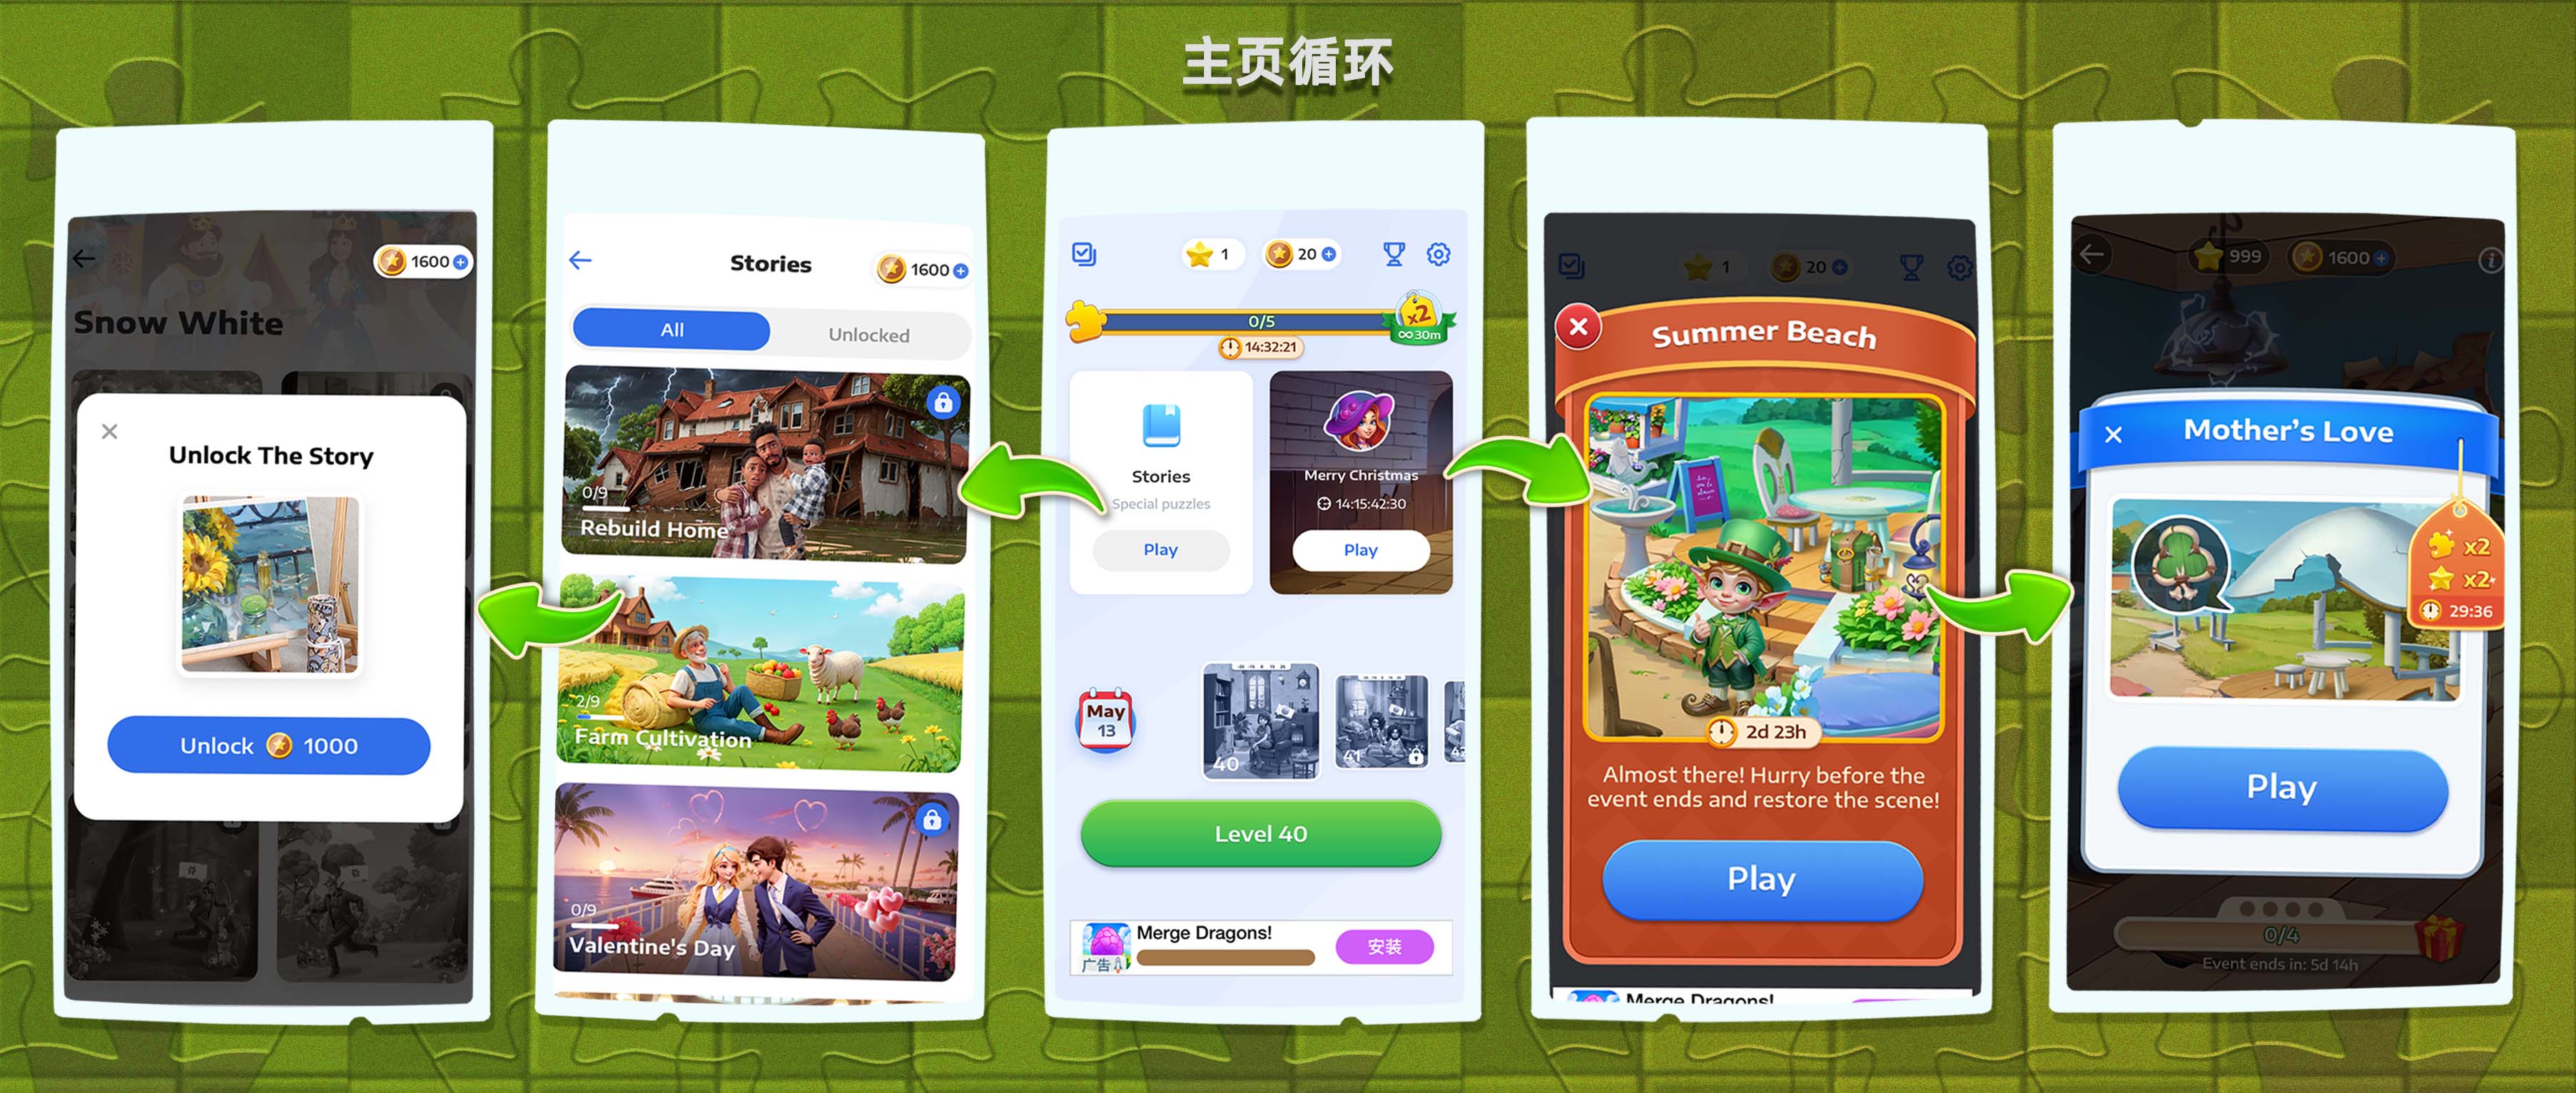 主页循环
1600
Snow White
Unlock The Story
Unlock 1000
Stories
1600
All
Unlocked
0/9
Rebuild Home
2/9
Farm Cultivation
0/9
Valentine's Day
1
20
0/5
x2
∞30m
14:32:21
Stories
Special puzzles
Play
Merry Christmas
14:15:42:30
Play
May
13
40
41
42
Level 40
Merge Dragons!
广告
安装
1
20
Summer Beach
2d 23h
Almost there! Hurry before the
event ends and restore the scene!
Play
Merge Dragons!
999
1600
Mother's Love
x2
x2
29:36
Play
0/4
Event ends in: 5d 14h